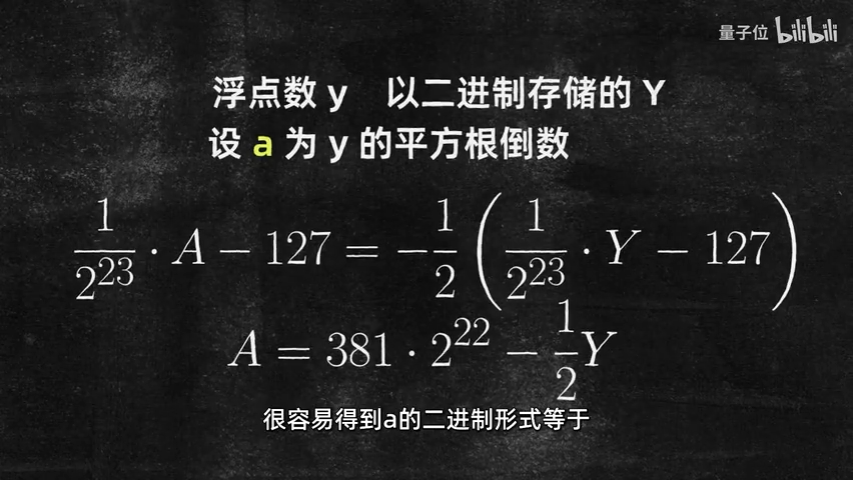 量子位 bilibili
浮点数 y 以二进制存储的 Y
设 a 为 y 的平方根倒数
\frac{1}{2^{23}} \cdot A - 127 = -\frac{1}{2} \left( \frac{1}{2^{23}} \cdot Y - 127 \right)
A = 381 \cdot 2^{22} - \frac{1}{2} Y
很容易得到a的二进制形式等于